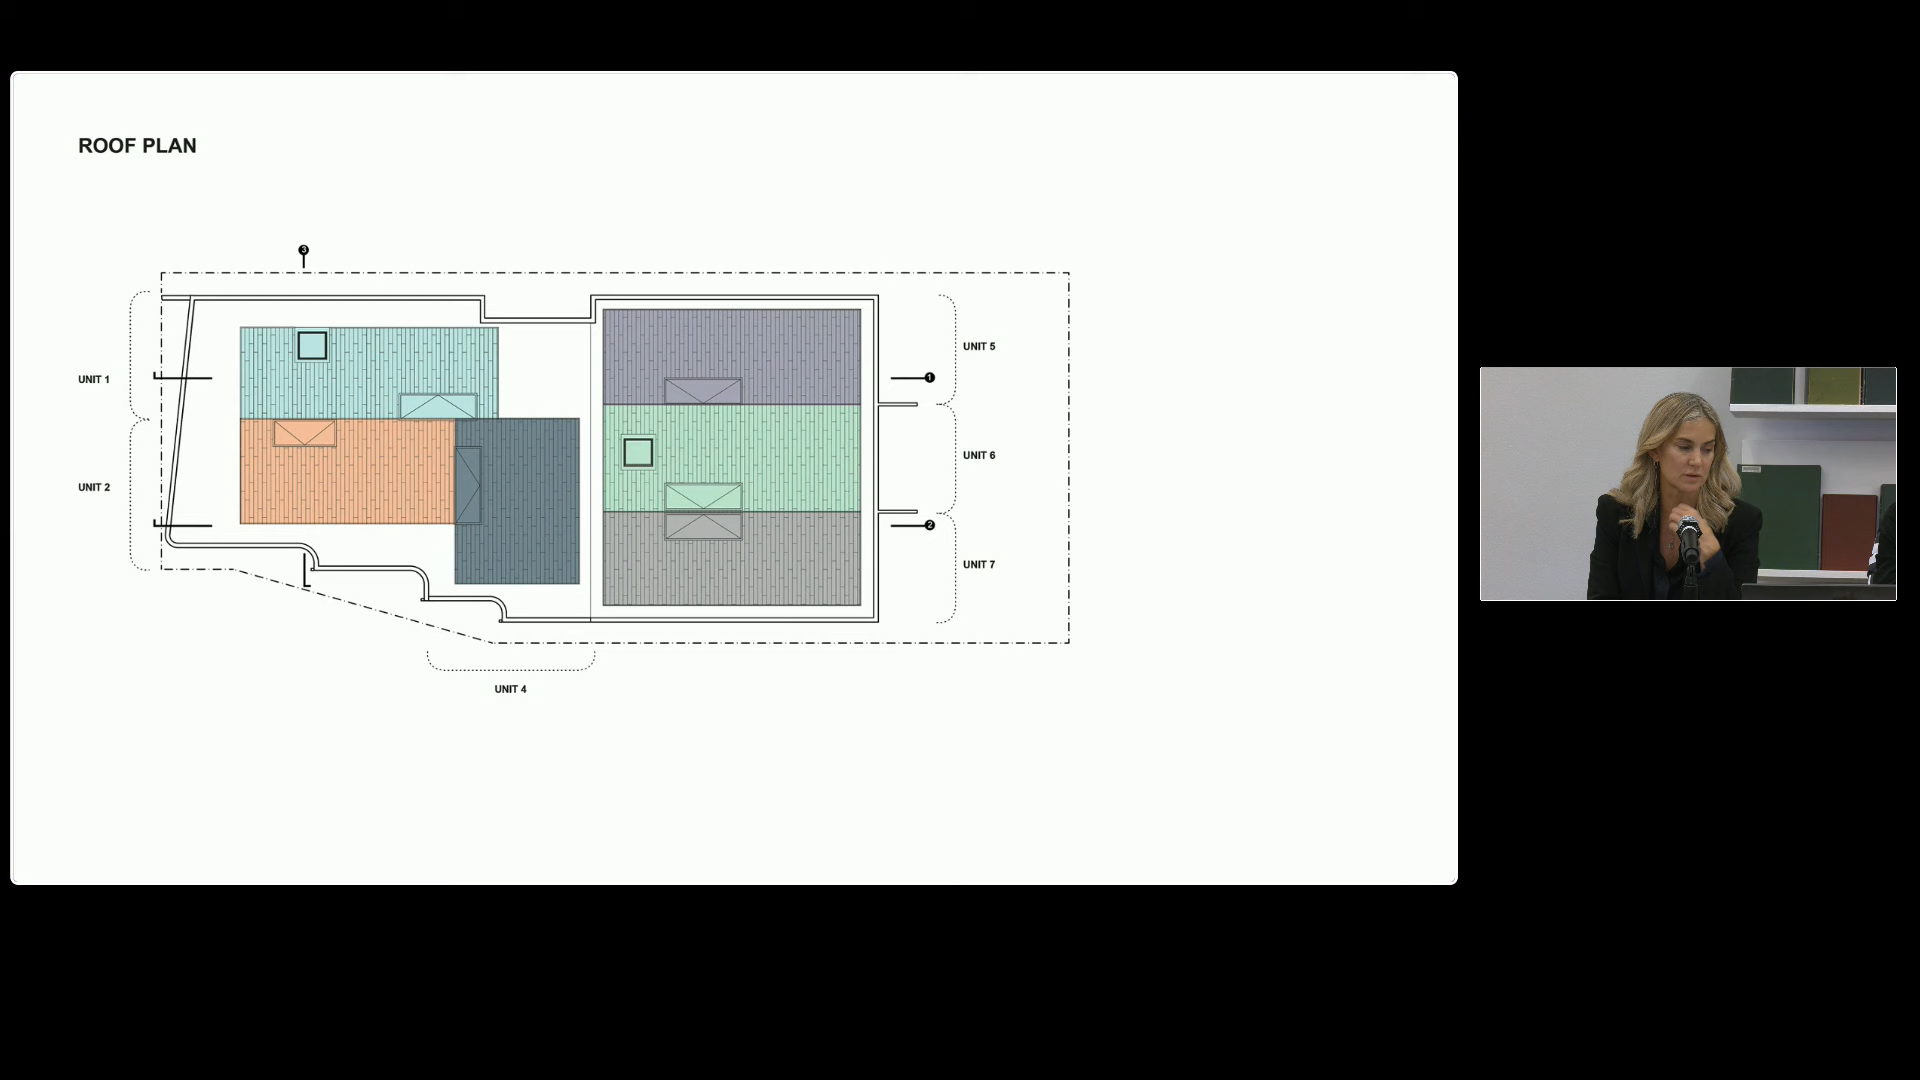 ROOF PLAN
3
UNIT 5
1
UNIT 1
UNIT 6
UNIT 2
2
UNIT 7
UNIT 4